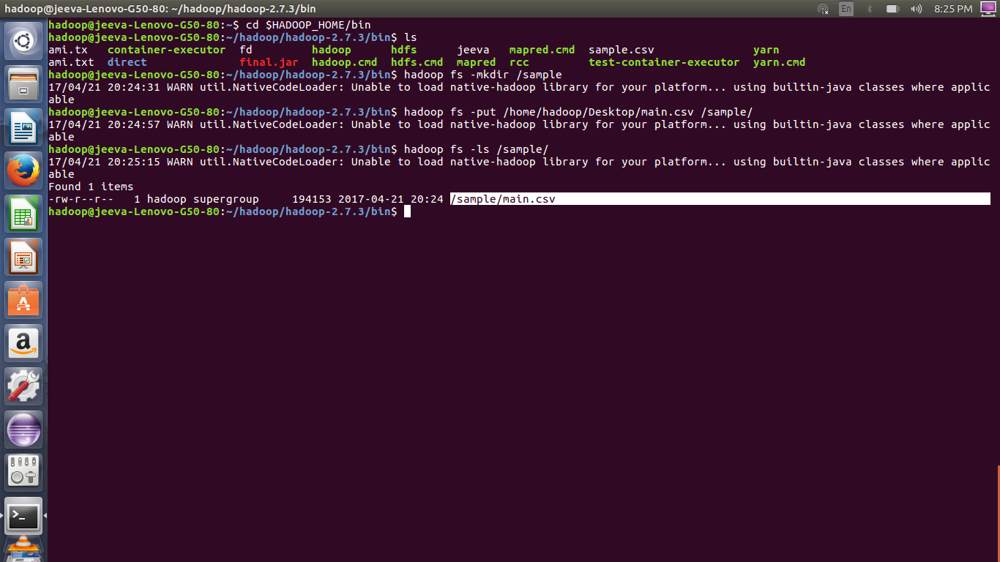 hadoop@jeeva-Lenovo-G50-80: ~/hadoop/hadoop-2.7.3/bin En 8:25 PM
hadoop@jeeva-Lenovo-G50-80:~$ cd $HADOOP_HOME/bin
hadoop@jeeva-Lenovo-G50-80:~/hadoop/hadoop-2.7.3/bin$ ls
ami.tx   container-executor  fd         hadoop      hdfs      jeeva   mapred.cmd  sample.csv               yarn
ami.txt  direct              final.jar  hadoop.cmd  hdfs.cmd  mapred  rcc         test-container-executor  yarn.cmd
hadoop@jeeva-Lenovo-G50-80:~/hadoop/hadoop-2.7.3/bin$ hadoop fs -mkdir /sample
17/04/21 20:24:31 WARN util.NativeCodeLoader: Unable to load native-hadoop library for your platform... using builtin-java classes where applic
able
hadoop@jeeva-Lenovo-G50-80:~/hadoop/hadoop-2.7.3/bin$ hadoop fs -put /home/hadoop/Desktop/main.csv /sample/
17/04/21 20:24:57 WARN util.NativeCodeLoader: Unable to load native-hadoop library for your platform... using builtin-java classes where applic
able
hadoop@jeeva-Lenovo-G50-80:~/hadoop/hadoop-2.7.3/bin$ hadoop fs -ls /sample/
17/04/21 20:25:15 WARN util.NativeCodeLoader: Unable to load native-hadoop library for your platform... using builtin-java classes where applic
able
Found 1 items
-rw-r--r--   1 hadoop supergroup     194153 2017-04-21 20:24 /sample/main.csv
hadoop@jeeva-Lenovo-G50-80:~/hadoop/hadoop-2.7.3/bin$